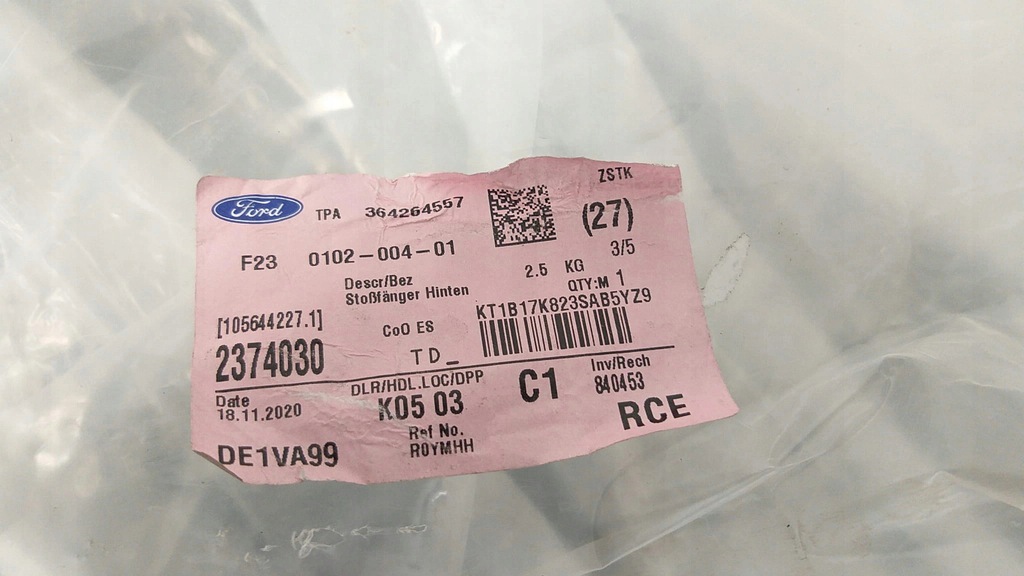 ZSTK
Ford TPA 364264557
(27)
F23 0102-004-01
3/5
Descr/Bez
2.5 KG
Stoßfänger Hinten
QTY:M 1
[105644227.1]
CoO ES
KT1B17K823SAB5YZ9
2374030
TD_
DLR/HDL.LOC/DPP
C1
Inv/Rech
Date
K05 03
840453
18.11.2020
Ref No.
RCE
DE1VA99
R0YMHH